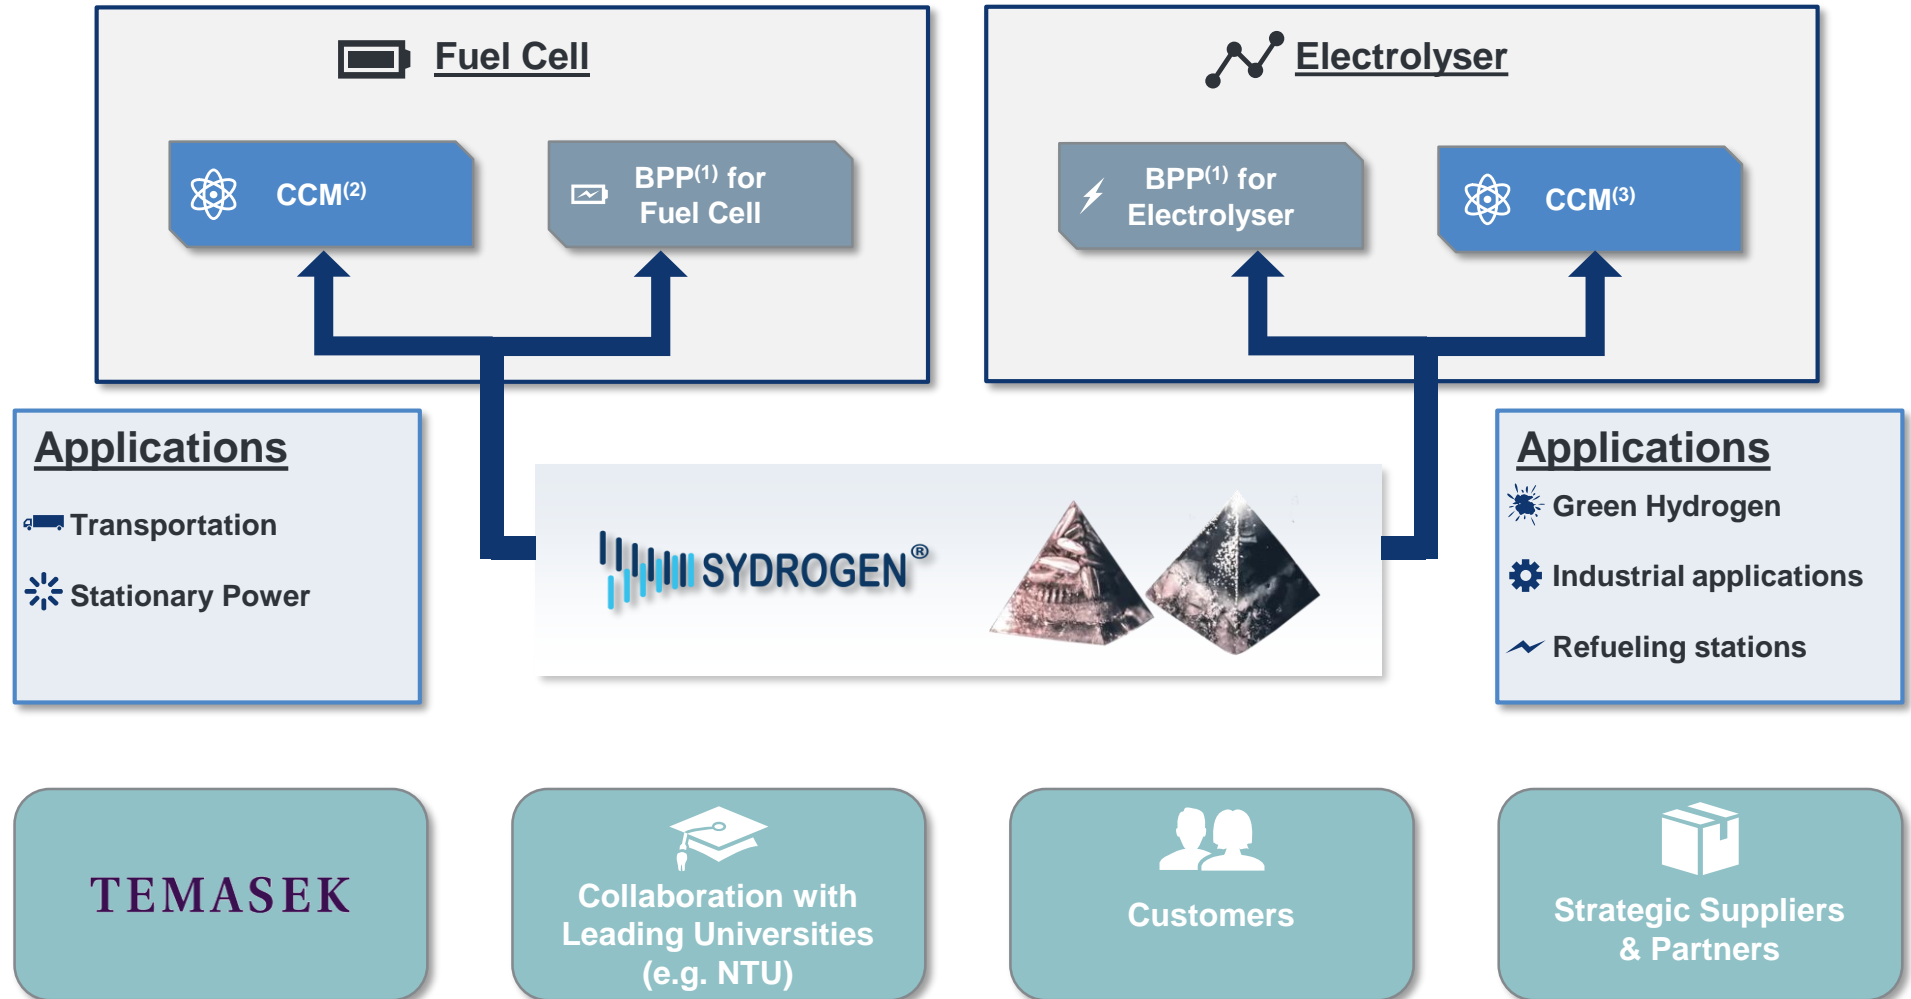 Fuel Cell
Electrolyser
CCM(2)
BPP(1) for
Fuel Cell
BPP(1) for
Electrolyser
CCM(3)
Applications
Transportation
Stationary Power
SYDROGEN®
Applications
Green Hydrogen
Industrial applications
Refueling stations
TEMASEK
Collaboration with
Leading Universities
(e.g. NTU)
Customers
Strategic Suppliers
& Partners